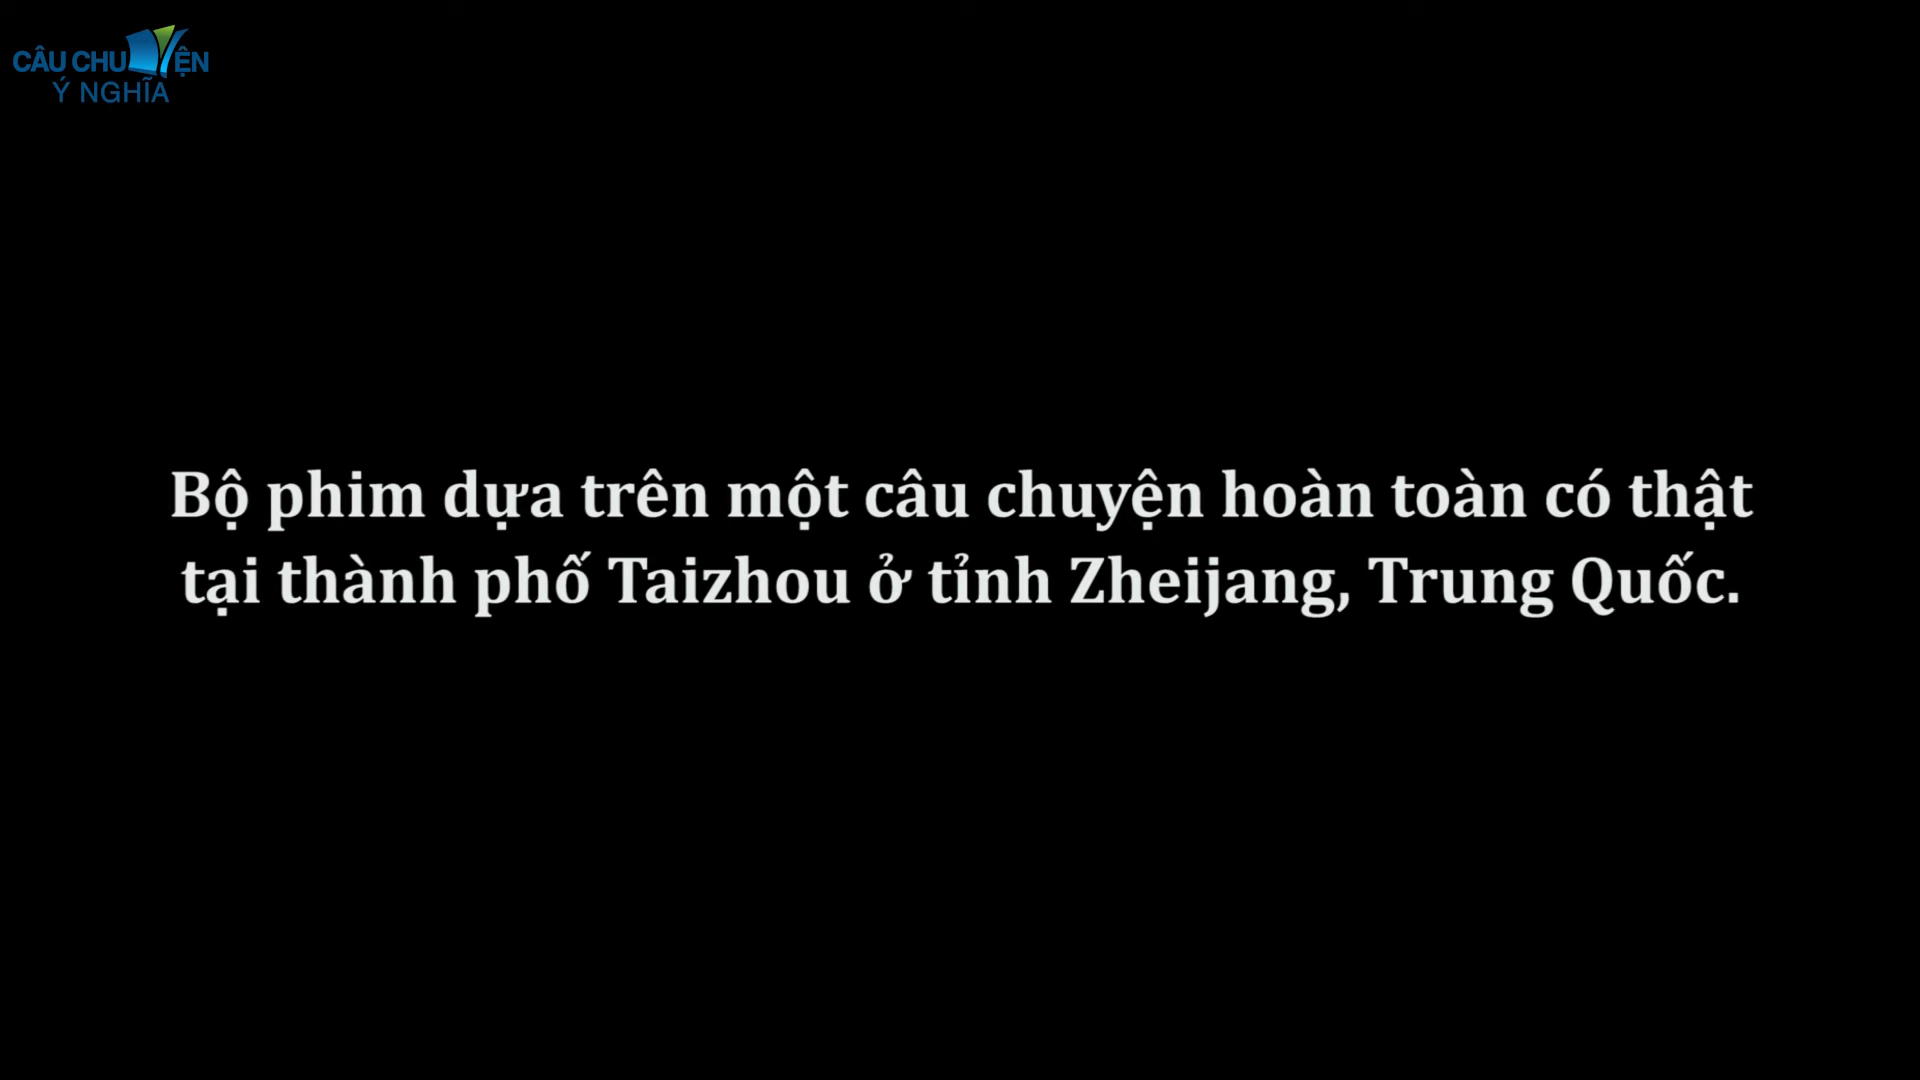 CÂU CHUYỆN
Ý NGHĨA
Bộ phim dựa trên một câu chuyện hoàn toàn có thật
tại thành phố Taizhou ở tỉnh Zheijang, Trung Quốc.